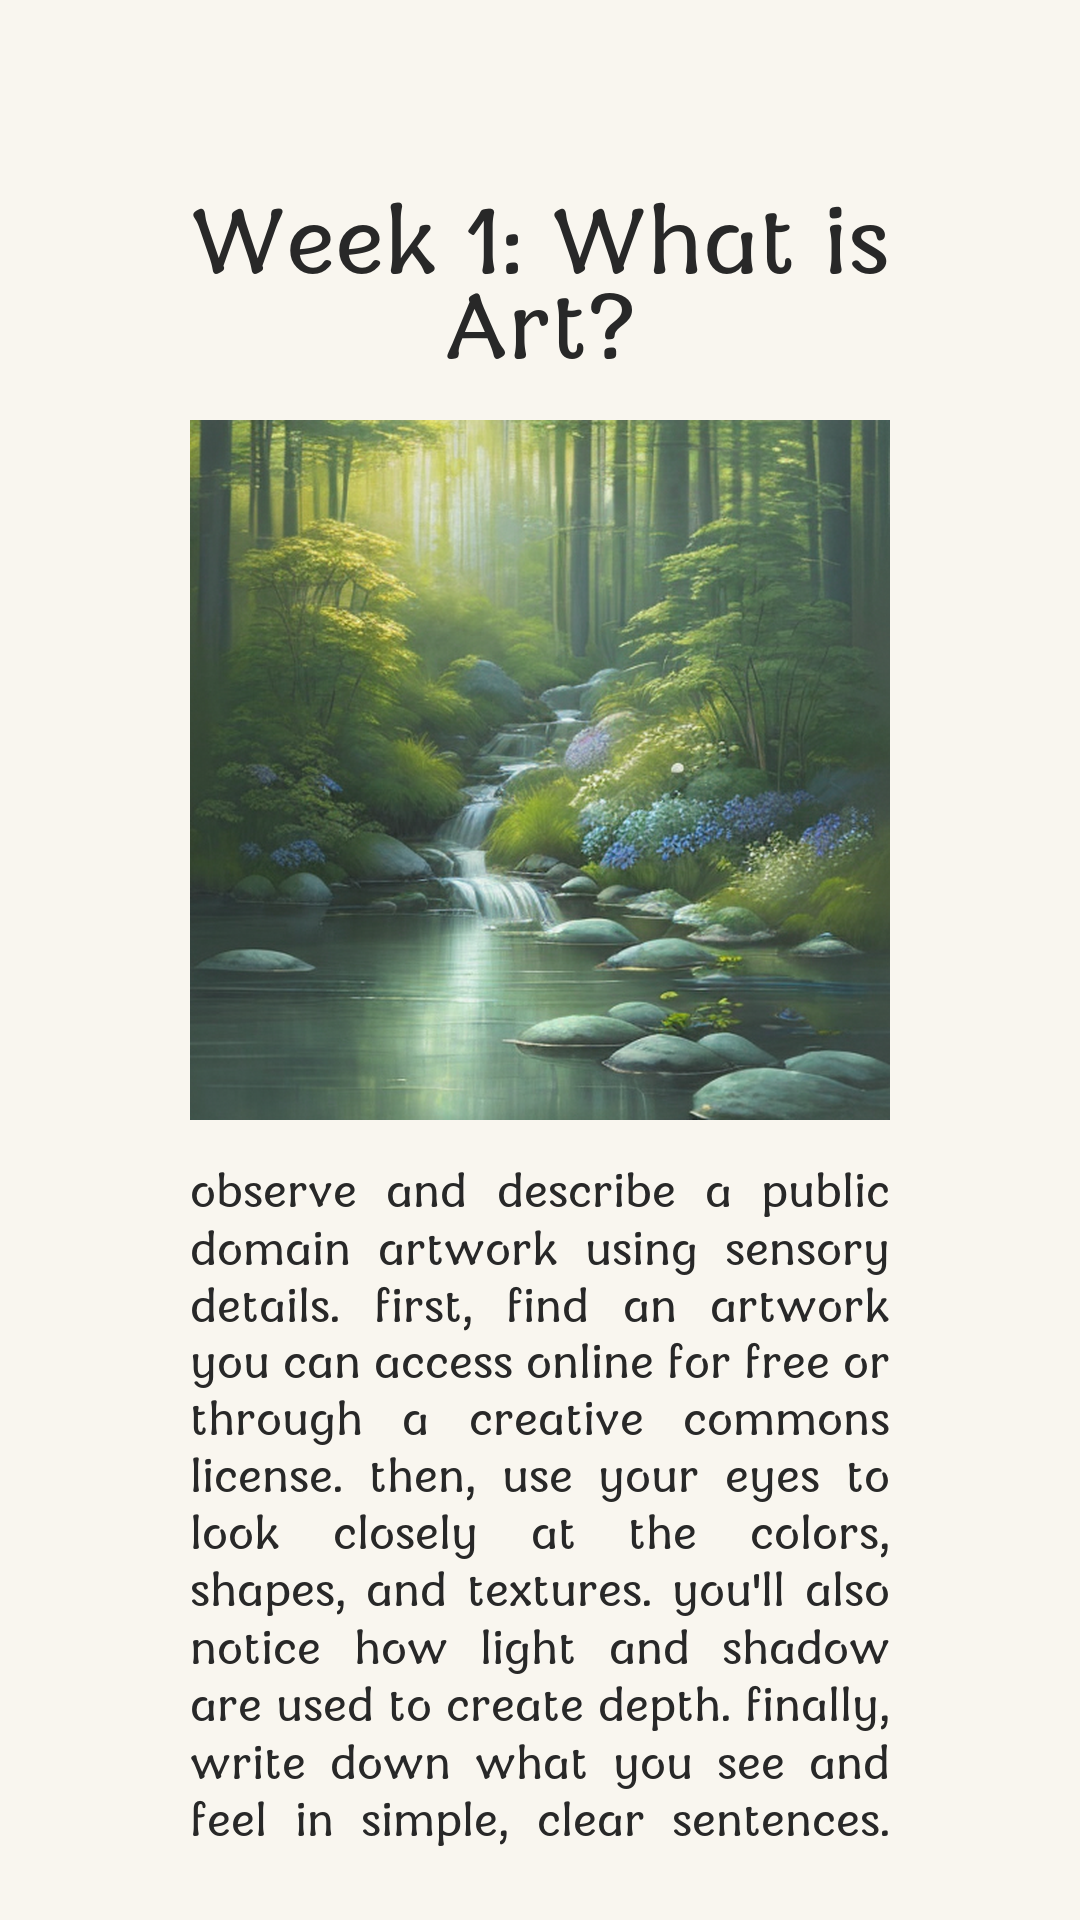 Week 1: What is
Art?
observe and describe a public
domain artwork using sensory
details. first, find an artwork
you can access online for free or
through a creative commons
license. then, use your eyes to
look closely at the colors,
shapes, and textures. you'll also
notice how light and shadow
are used to create depth. finally,
write down what you see and
feel in simple, clear sentences.